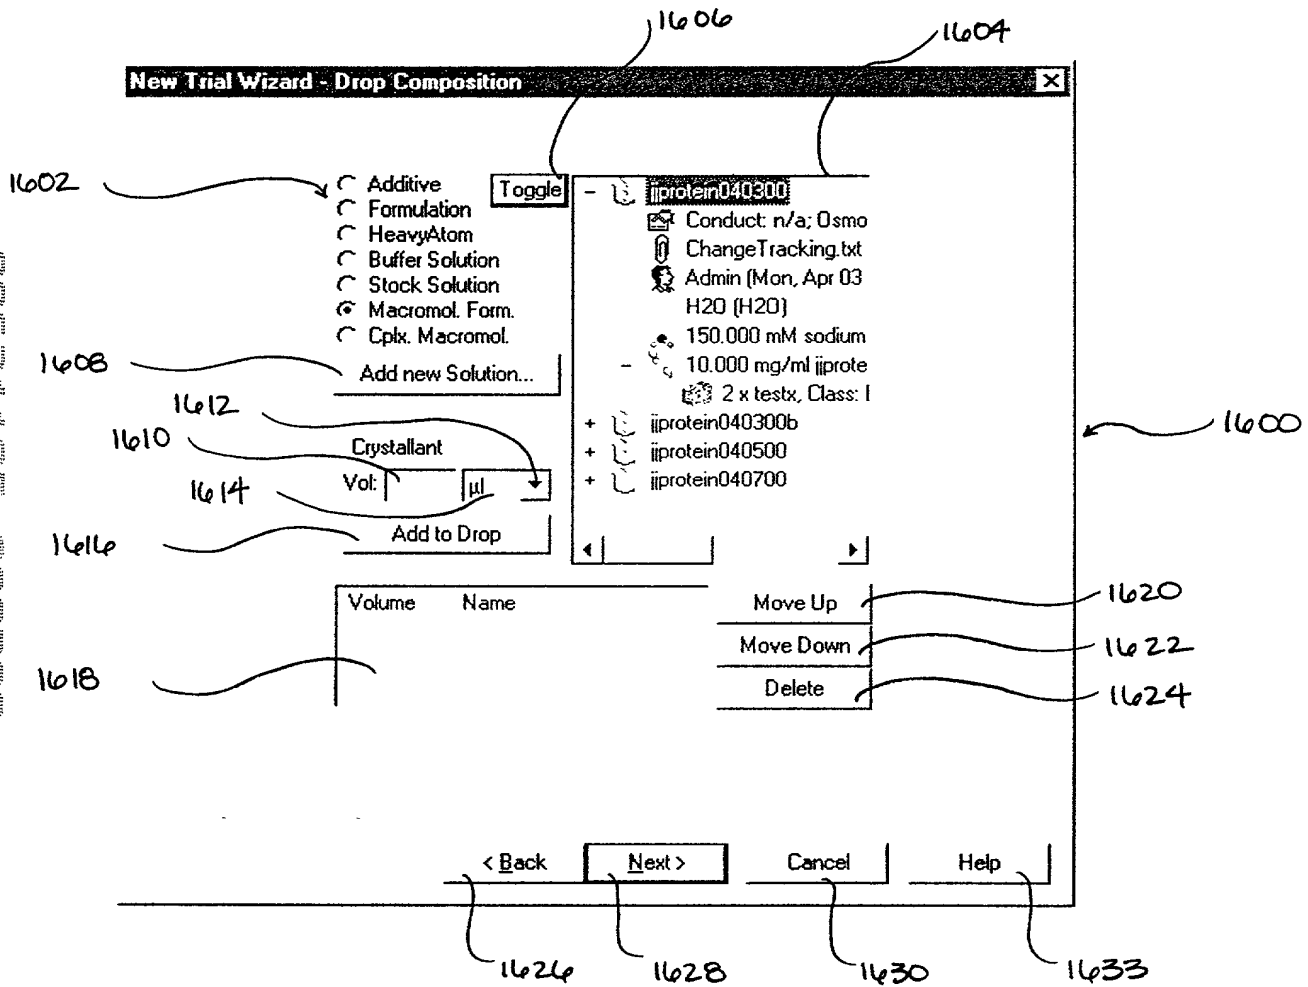 1606
1604
New Trial Wizard - Drop Composition
1602
Additive
Formulation
HeavyAtom
Buffer Solution
Stock Solution
Macromol. Form.
Cplx. Macromol.
Toggle
- jjprotein040300
Conduct: n/a; Osmo
ChangeTracking.txt
Admin (Mon, Apr 03
H2O (H2O)
150.000 mM sodium
- 10.000 mg/ml jjprote
2 x testx, Class: I
+ jjprotein040300b
+ jjprotein040500
+ jjprotein040700
1608
Add new Solution...
1612
1610
Crystallant
Vol: µl
1614
1616
Add to Drop
1600
Volume Name
1618
Move Up
1620
Move Down
1622
Delete
1624
< Back
Next >
Cancel
Help
1626
1628
1630
1633